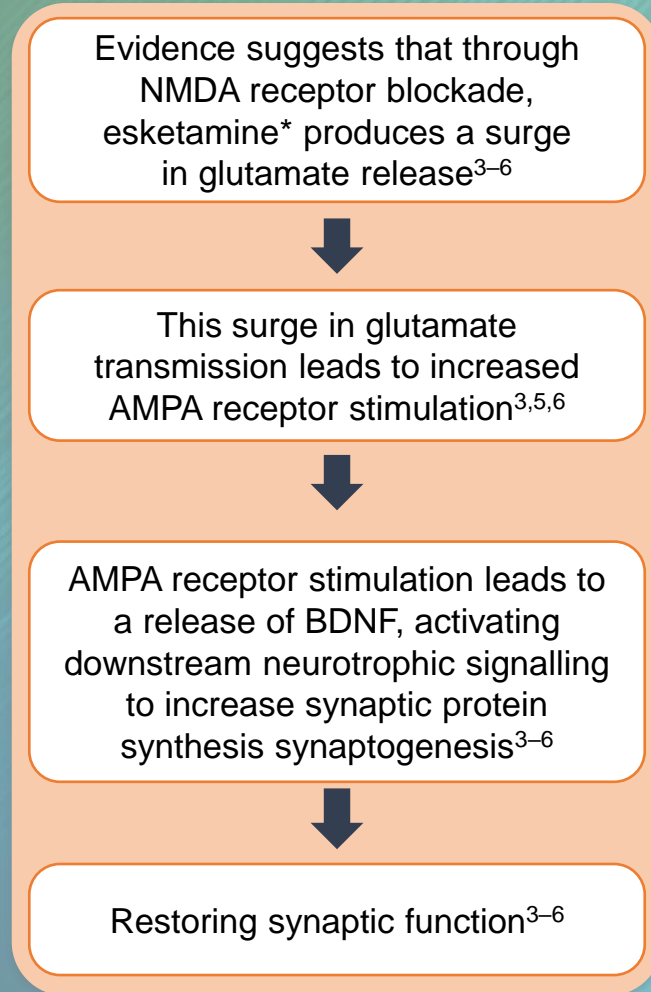 Evidence suggests that through
NMDA receptor blockade,
esketamine* produces a surge
in glutamate release³⁻⁶
This surge in glutamate
transmission leads to increased
AMPA receptor stimulation³,⁵,⁶
AMPA receptor stimulation leads to
a release of BDNF, activating
downstream neurotrophic signalling
to increase synaptic protein
synthesis synaptogenesis³⁻⁶
Restoring synaptic function³⁻⁶